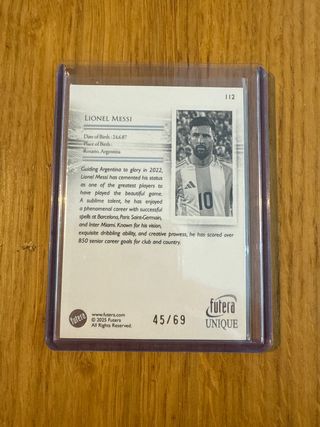 112
LIONEL MESSI
Date of Birth : 24.6.87
Place of Birth :
Rosario, Argentina
Guiding Argentina to glory in 2022,
Lionel Messi has cemented his status
as one of the greatest players to
have played the beautiful game.
A sublime talent, he has enjoyed
a phenomenal career with successful
spells at Barcelona, Paris Saint-Germain,
and Inter Miami. Known for his vision,
exquisite dribbling ability, and creative prowess, he has scored over
850 senior career goals for club and country.
10
futera
www.futera.com
© 2025 Futera
All Rights Reserved.
45/69
futera
UNIQUE